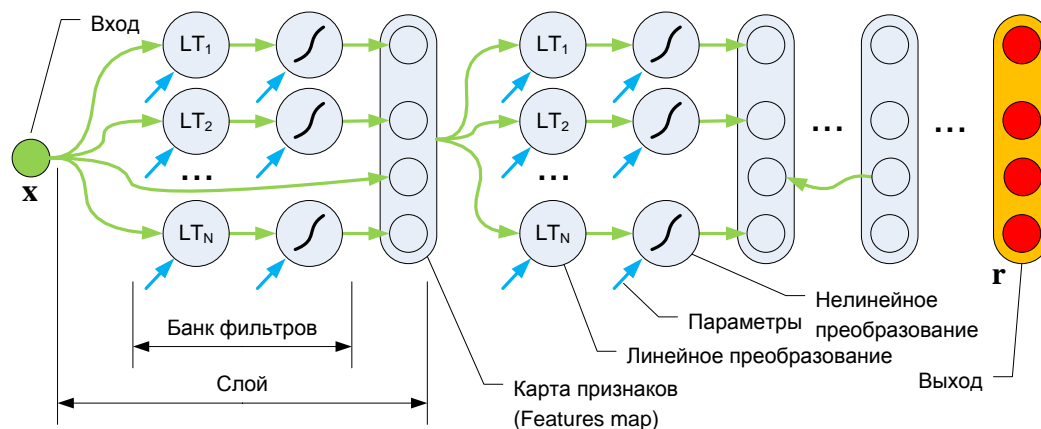 Вход
LT1
LT1
LT2
LT2
...
...
...
...
x
LTN
LTN
r
Банк фильтров
Слой
Карта признаков
(Features map)
Линейное преобразование
Параметры
Нелинейное
преобразование
Выход